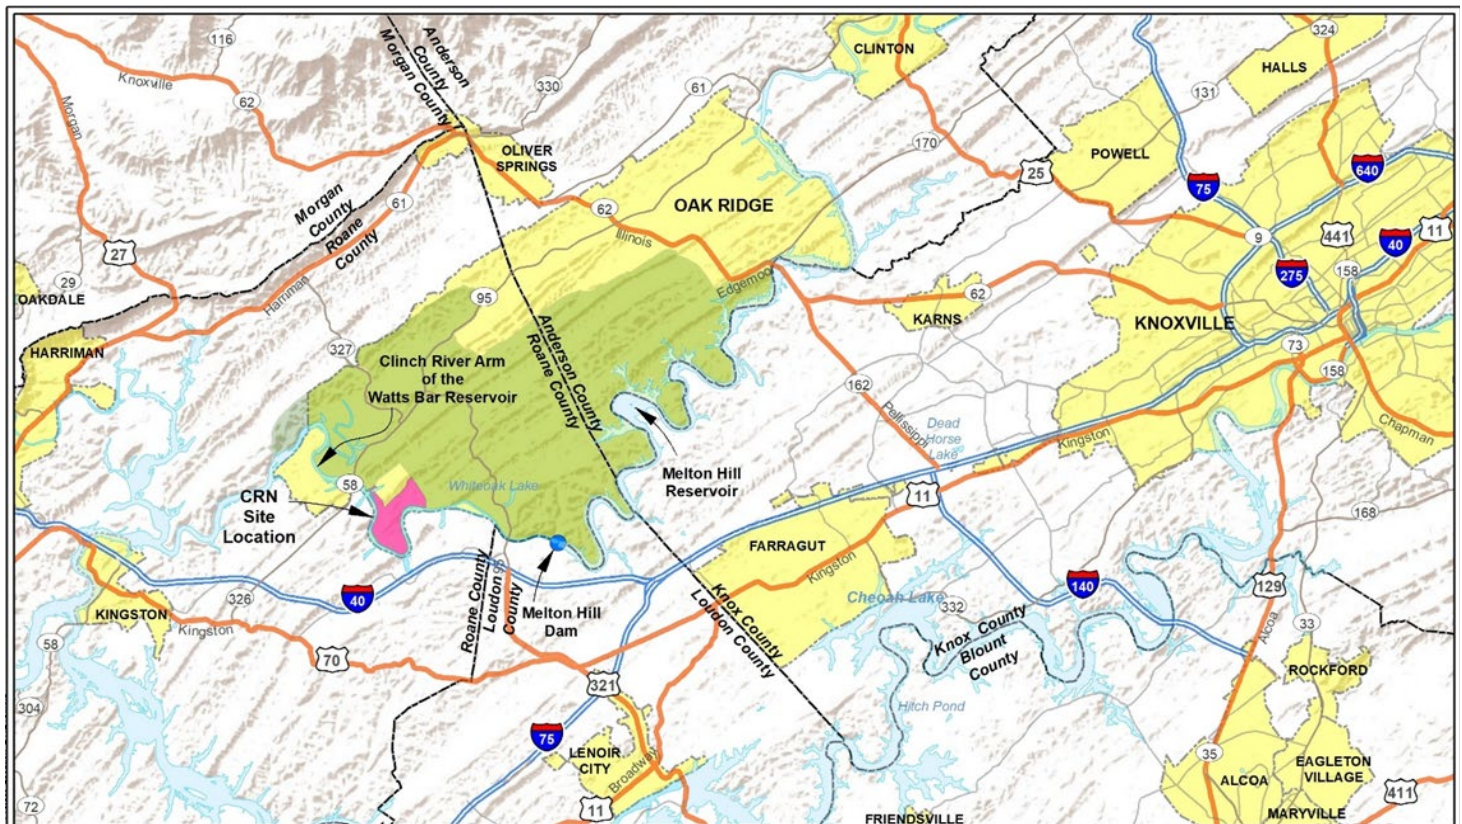 116
Knoxville
62
Morgan
Anderson
County
Morgan County
330
61
CLINTON
324
HALLS
131
170
POWELL
25
75
640
OLIVER
SPRINGS
Morgan
County
Roane
County
61
62
Illinois
OAK RIDGE
9
441
40
11
27
29
OAKDALE
Harriman
95
Edgemoor
275
158
62
KARNS
KNOXVILLE
HARRIMAN
327
Clinch River Arm
of the
Watts Bar Reservoir
Anderson County
Roane County
73
158
162
Pellissippi
Dead
Horse
Lake
Kingston
Chapman
Melton Hill
Reservoir
Whiteoak Lake
58
CRN
Site
Location
11
168
FARRAGUT
Kingston
Roane County
Loudon
County
95
Melton Hill
Dam
40
326
KINGSTON
Kingston
Knox County
Loudon County
Cheoah Lake
332
140
129
Knox County
Blount
County
Alcoa
33
58
70
ROCKFORD
321
304
Hitch Pond
75
LENOIR
CITY
Broadway
35
EAGLETON
VILLAGE
ALCOA
411
72
11
FRIENDSVILLE
MARYVILLE